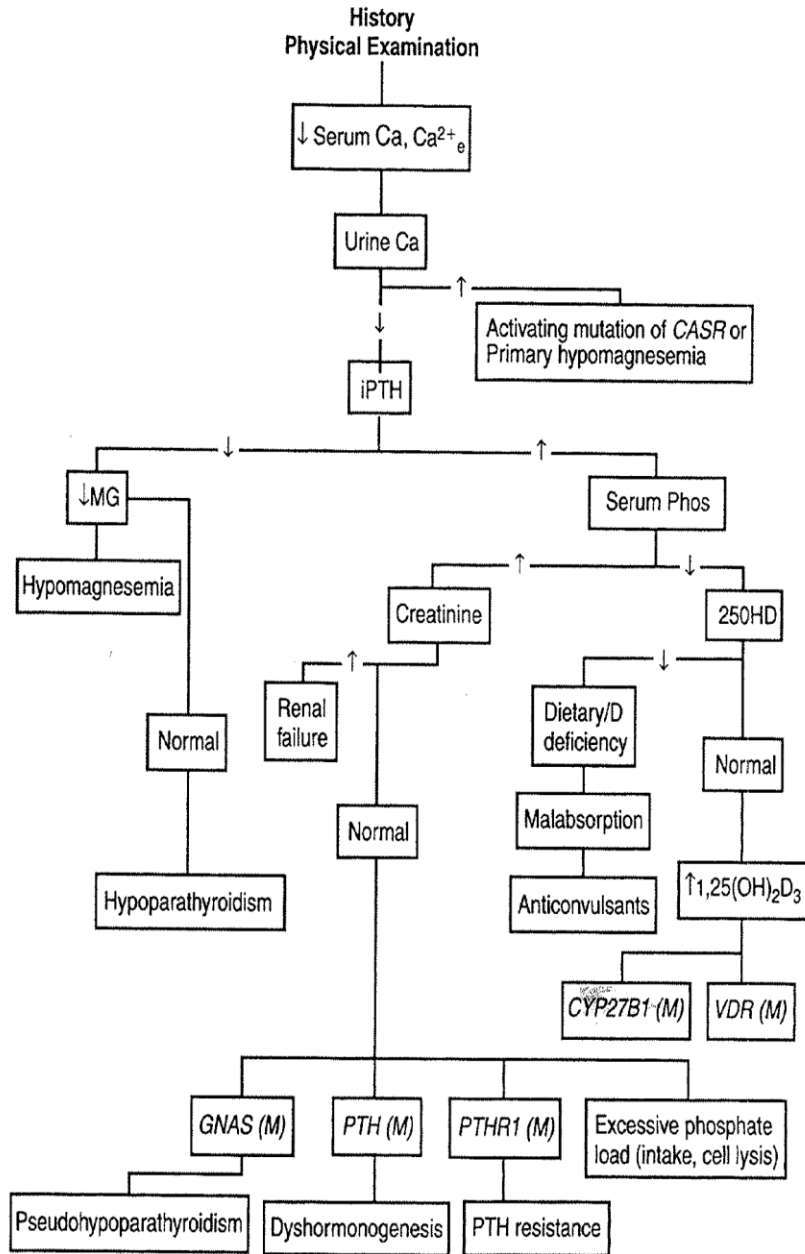 History
Physical Examination
↓ Serum Ca, Ca²⁺ₑ
Urine Ca
↑
Activating mutation of CASR or
Primary hypomagnesemia
↓
iPTH
↓
↑
↓MG
Serum Phos
Hypomagnesemia
↑
↓
Creatinine
250HD
↑
↓
Renal
failure
Dietary/D
deficiency
Normal
Normal
Normal
Malabsorption
Hypoparathyroidism
Anticonvulsants
↑1,25(OH)₂D₃
CYP27B1 (M)
VDR (M)
GNAS (M)
PTH (M)
PTHR1 (M)
Excessive phosphate
load (intake, cell lysis)
Pseudohypoparathyroidism
Dyshormonogenesis
PTH resistance